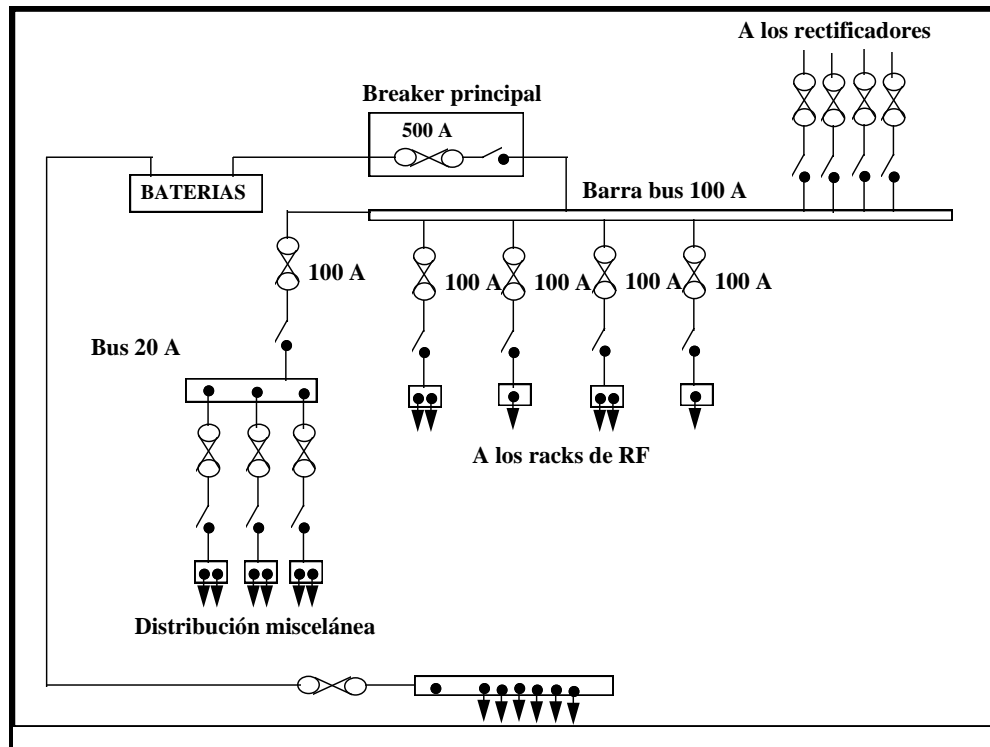 A los rectificadores
Breaker principal
500 A
BATERIAS
Barra bus 100 A
100 A
100 A
100 A
100 A
100 A
Bus 20 A
A los racks de RF
Distribución miscelánea